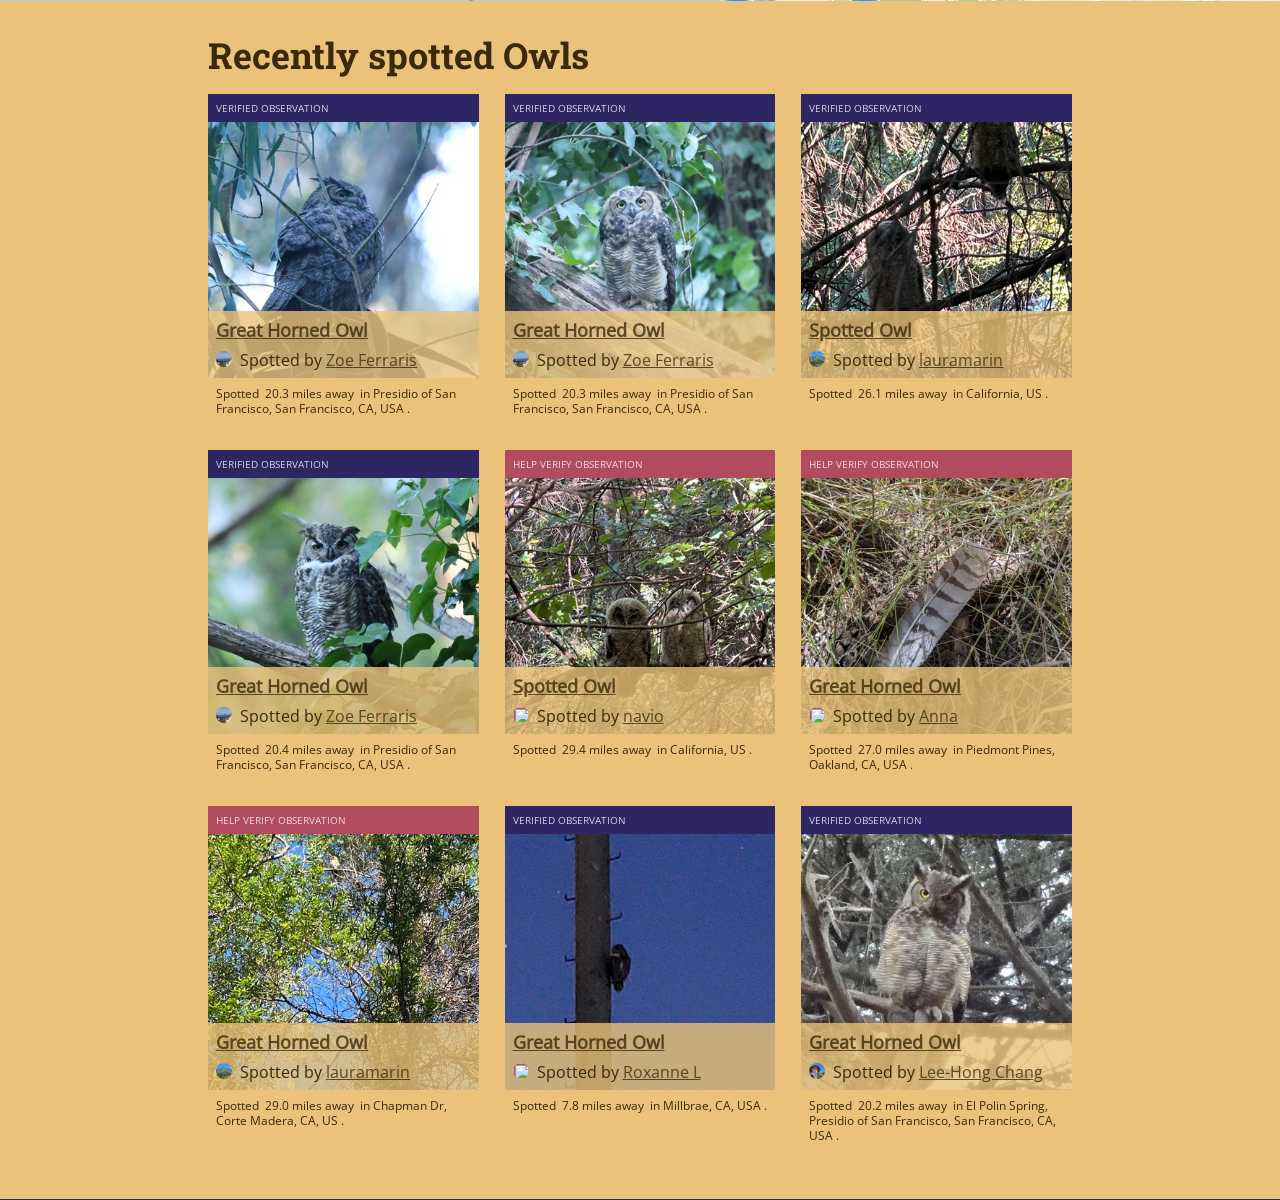 Recently spotted Owls
VERIFIED OBSERVATION
Great Horned Owl
Spotted by Zoe Ferraris
Spotted 20.3 miles away in Presidio of San
Francisco, San Francisco, CA, USA .
VERIFIED OBSERVATION
Great Horned Owl
Spotted by Zoe Ferraris
Spotted 20.3 miles away in Presidio of San
Francisco, San Francisco, CA, USA .
VERIFIED OBSERVATION
Spotted Owl
Spotted by lauramarin
Spotted 26.1 miles away in California, US .
VERIFIED OBSERVATION
Great Horned Owl
Spotted by Zoe Ferraris
Spotted 20.4 miles away in Presidio of San
Francisco, San Francisco, CA, USA .
HELP VERIFY OBSERVATION
Spotted Owl
Spotted by navio
Spotted 29.4 miles away in California, US .
HELP VERIFY OBSERVATION
Great Horned Owl
Spotted by Anna
Spotted 27.0 miles away in Piedmont Pines,
Oakland, CA, USA .
HELP VERIFY OBSERVATION
Great Horned Owl
Spotted by lauramarin
Spotted 29.0 miles away in Chapman Dr,
Corte Madera, CA, US .
VERIFIED OBSERVATION
Great Horned Owl
Spotted by Roxanne L
Spotted 7.8 miles away in Millbrae, CA, USA .
VERIFIED OBSERVATION
Great Horned Owl
Spotted by Lee-Hong Chang
Spotted 20.2 miles away in El Polin Spring,
Presidio of San Francisco, San Francisco, CA,
USA .